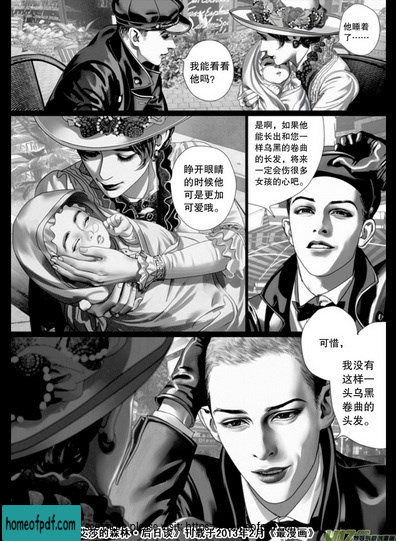 他睡着
了……
我能看看
他吗？
睁开眼睛
的时候他
可是更加
可爱哦。
是啊，如果他
能长出和您一
样乌黑的卷曲
的长发，将来
一定会伤很多
女孩的心吧。
可惜，
我没有
这样一
头乌黑
卷曲的
头发。
莎的森林·后日谈》刊载于2013年2月《最漫画》
homeofpdf.com